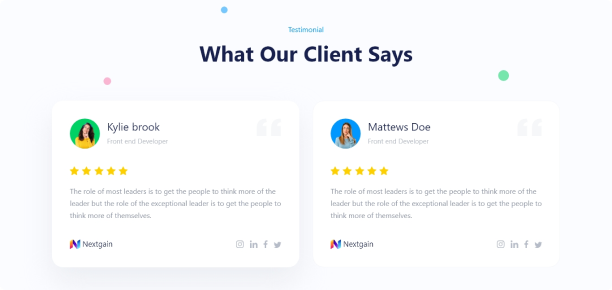 Testimonial
What Our Client Says
Kylie brook
Front end Developer
The role of most leaders is to get the people to think more of the
leader but the role of the exceptional leader is to get the people to
think more of themselves.
Nextgain
Mattews Doe
Front end Developer
The role of most leaders is to get the people to think more of the
leader but the role of the exceptional leader is to get the people to
think more of themselves.
Nextgain